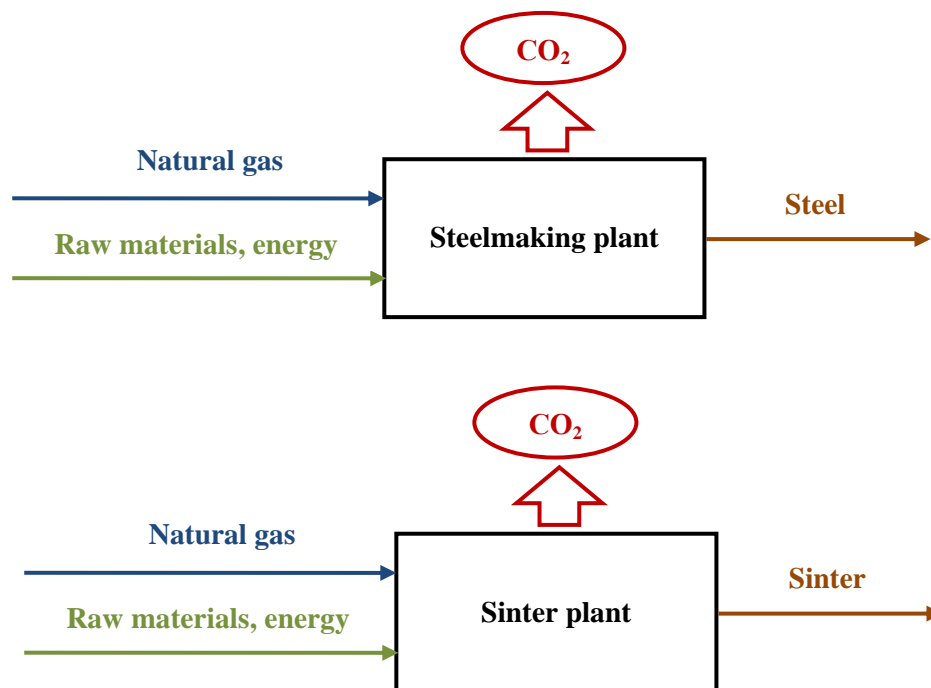 CO₂
Natural gas
Raw materials, energy
Steelmaking plant
Steel
CO₂
Natural gas
Raw materials, energy
Sinter plant
Sinter